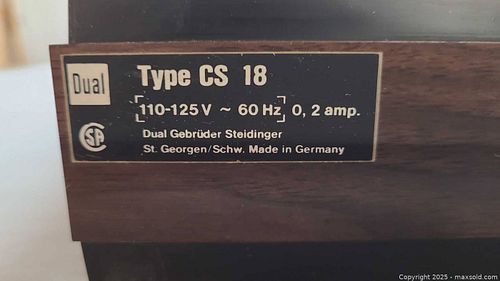 Dual
Type CS 18
110-125 V ~ 60 Hz 0, 2 amp.
Dual Gebrüder Steidinger
St. Georgen/Schw. Made in Germany
SA
Copyright © 2025 - maxsold.com